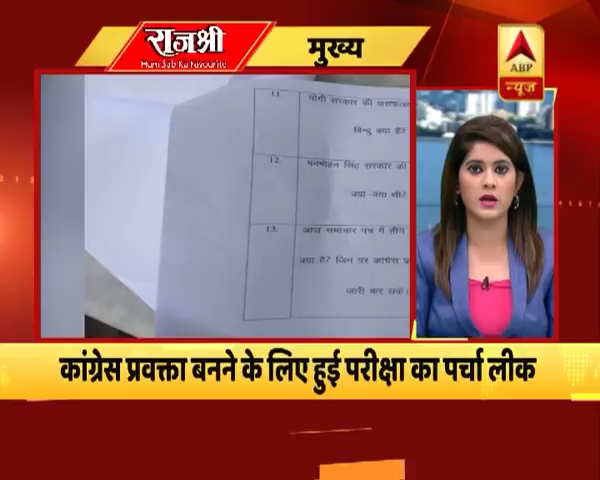 राजश्री
Hum Sab Ka Favourite
मुख्य
ABP
न्यूज़
11. योगी सरकार की
बिन्दु क्या है?
12. मनमोहन सिंह सरकार की
क्या-क्या थी?
13. आज समाचार पत्र में तीन
क्या है? जिन पर कांग्रेस
जारी कर सकें।
कांग्रेस प्रवक्ता बनने के लिए हुई परीक्षा का पर्चा लीक